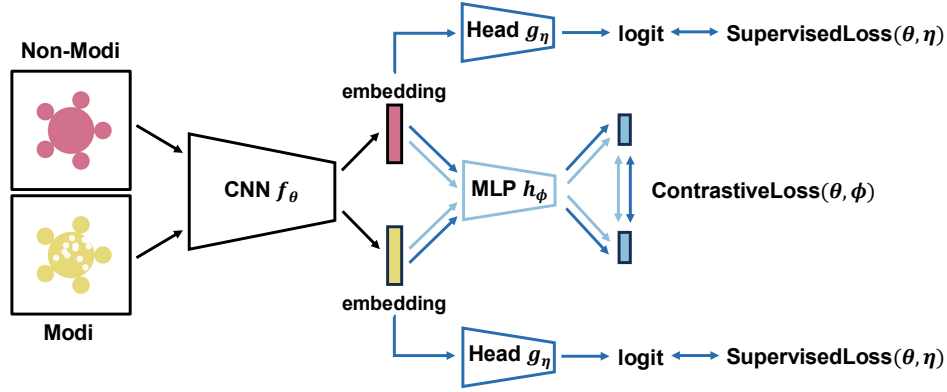 Head g_η
logit
SupervisedLoss(θ, η)
Non-Modi
embedding
CNN f_θ
MLP h_ϕ
ContrastiveLoss(θ, ϕ)
embedding
Modi
Head g_η
logit
SupervisedLoss(θ, η)